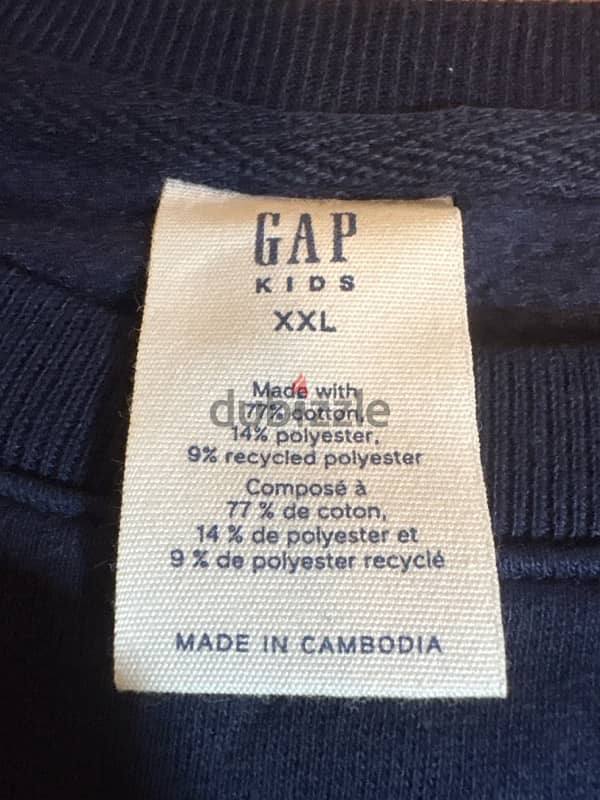 GAP
KIDS
XXL
Made with
77% cotton,
14% polyester,
9% recycled polyester
Composé à
77 % de coton,
14 % de polyester et
9 % de polyester recyclé
MADE IN CAMBODIA
dubizzle